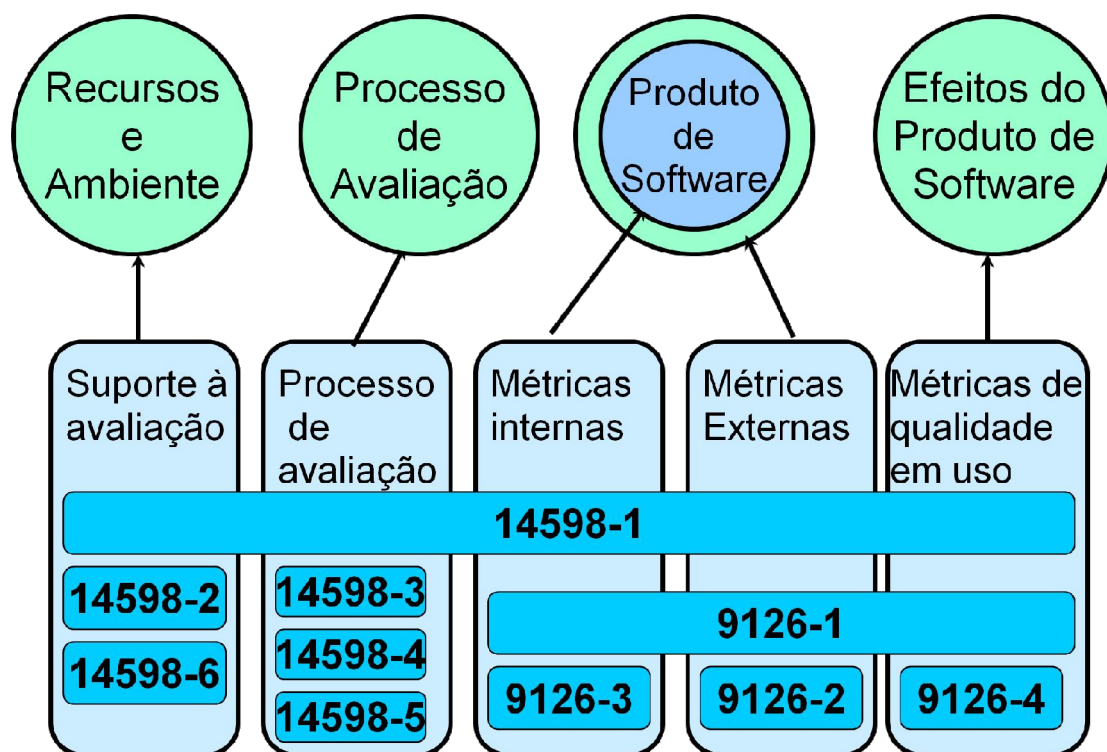 Recursos
e
Ambiente
Processo
de
Avaliação
Produto
de
Software
Efeitos do
Produto de
Software
Suporte à
avaliação
Processo
de
avaliação
Métricas
internas
Métricas
Externas
Métricas de
qualidade
em uso
14598-1
14598-2
14598-6
14598-3
14598-4
14598-5
9126-1
9126-3
9126-2
9126-4